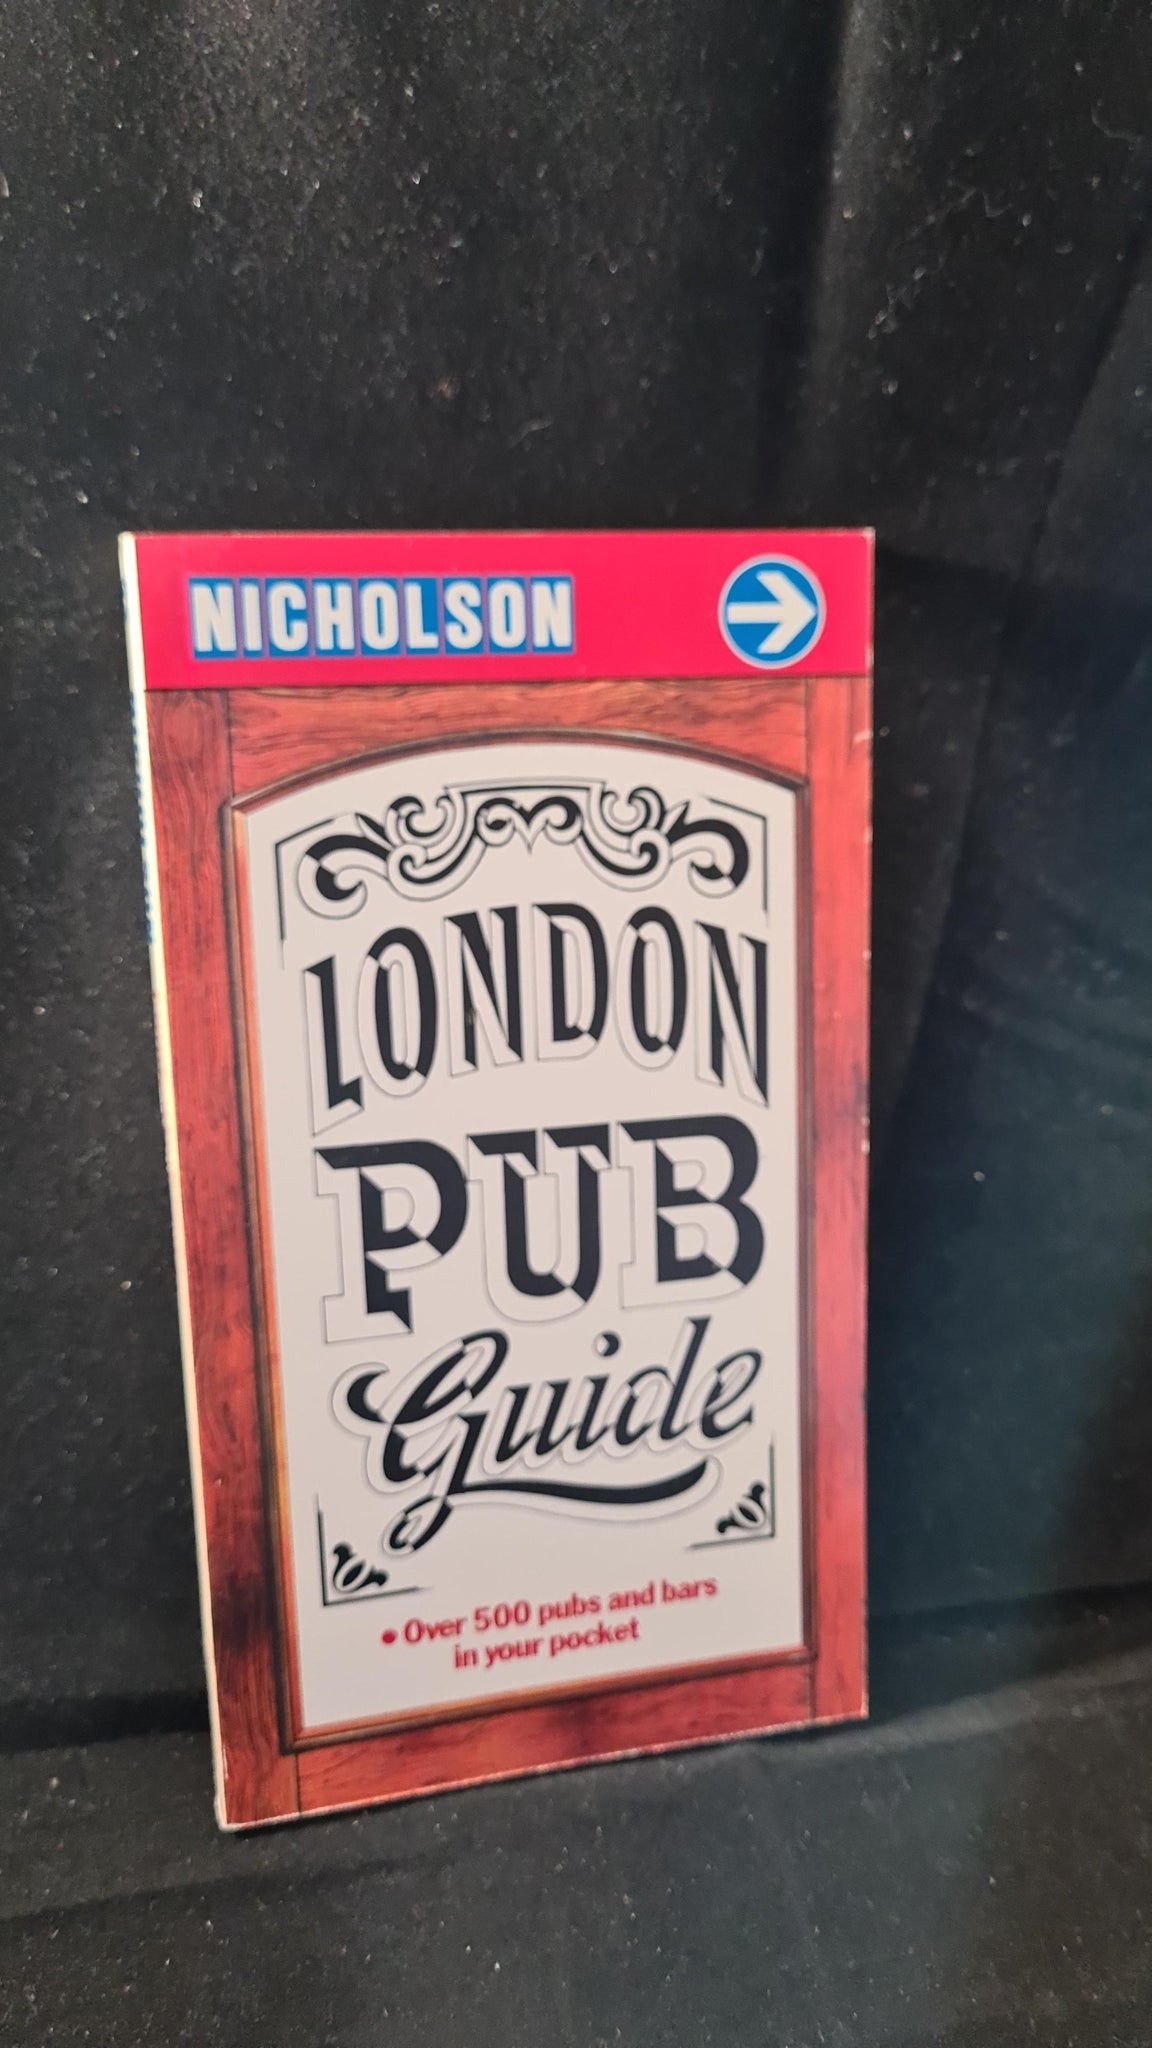 NICHOLSON
LONDON
PUB
Guide
• Over 500 pubs and bars
in your pocket